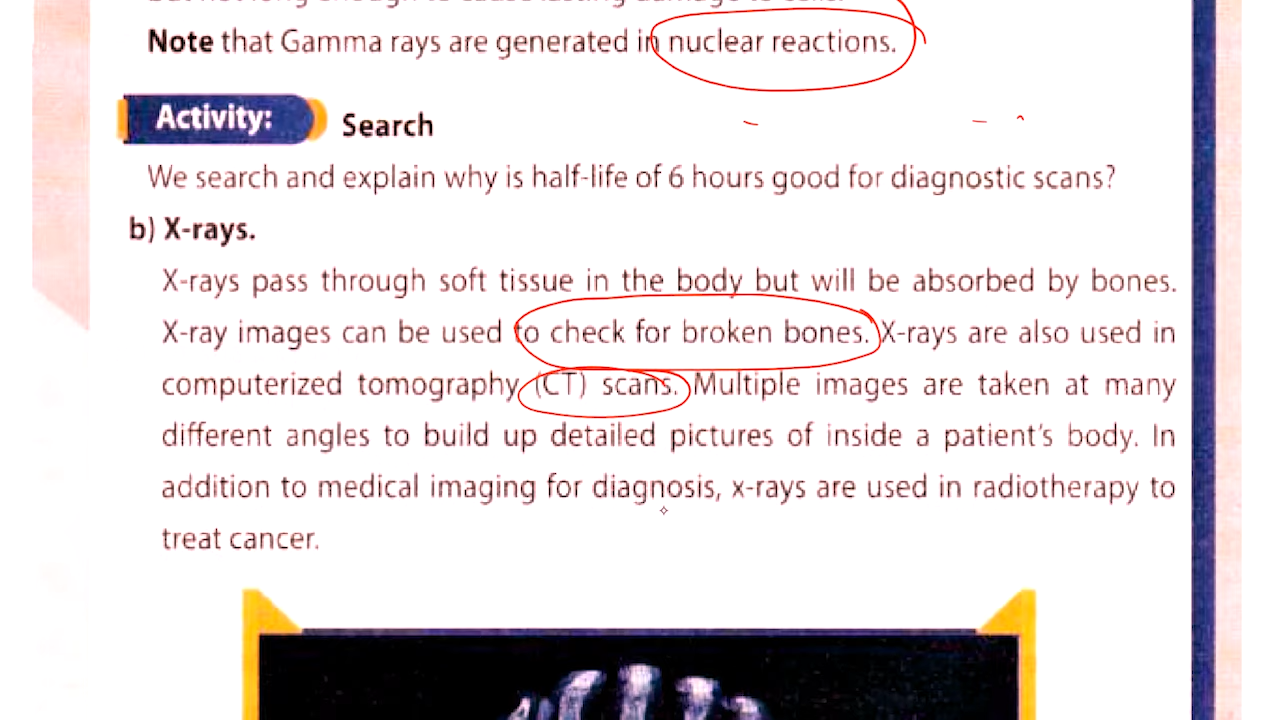 Note that Gamma rays are generated in nuclear reactions.
Activity: Search
We search and explain why is half-life of 6 hours good for diagnostic scans?
b) X-rays.
X-rays pass through soft tissue in the body but will be absorbed by bones.
X-ray images can be used to check for broken bones. X-rays are also used in
computerized tomography (CT) scans. Multiple images are taken at many
different angles to build up detailed pictures of inside a patient's body. In
addition to medical imaging for diagnosis, x-rays are used in radiotherapy to
treat cancer.